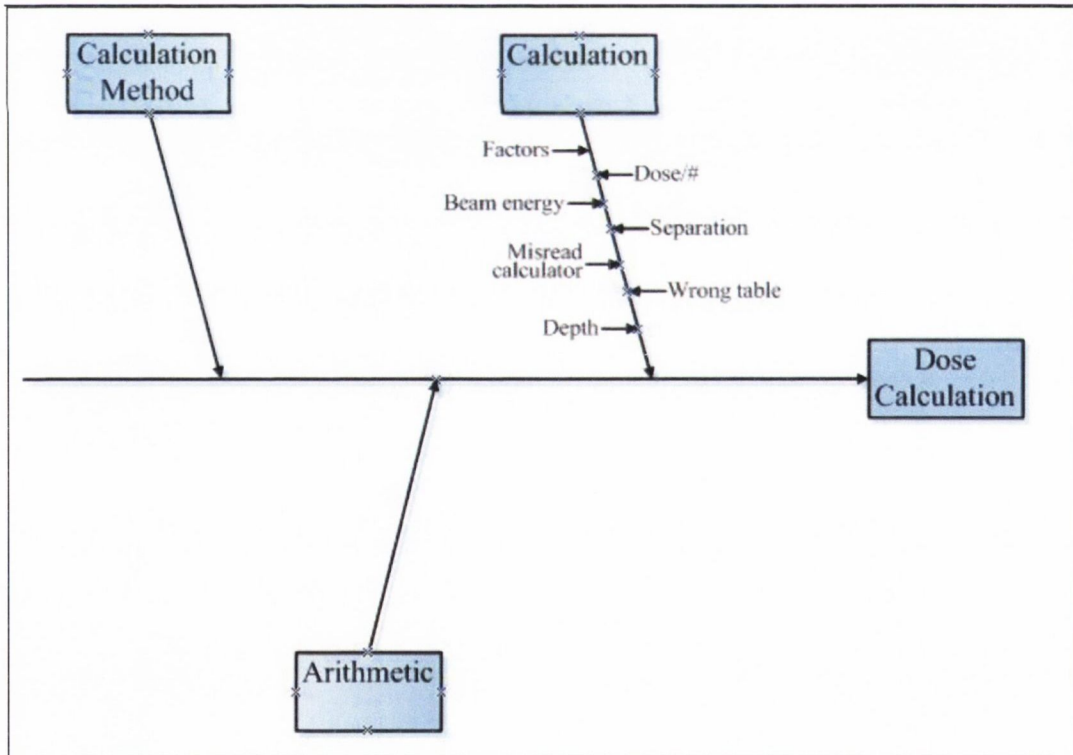 Calculation
Method
Calculation
Factors
Dose/#
Beam energy
Separation
Misread
calculator
Wrong table
Depth
Dose
Calculation
Arithmetic